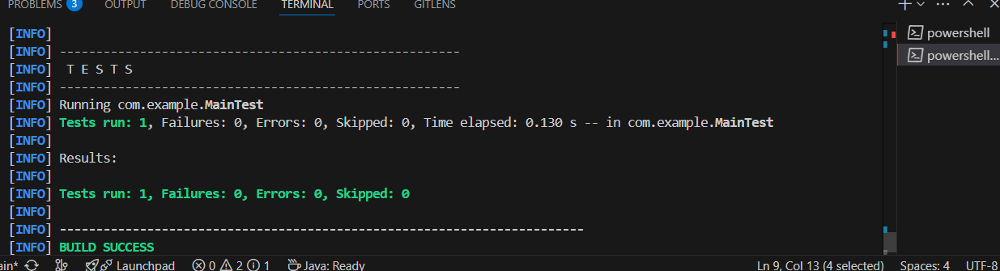 PROBLEMS 3 OUTPUT DEBUG CONSOLE TERMINAL PORTS GITLENS
[INFO]
[INFO] -------------------------------------------------------
[INFO]  T E S T S
[INFO] -------------------------------------------------------
[INFO] Running com.example.MainTest
[INFO] Tests run: 1, Failures: 0, Errors: 0, Skipped: 0, Time elapsed: 0.130 s -- in com.example.MainTest
[INFO]
[INFO] Results:
[INFO]
[INFO] Tests run: 1, Failures: 0, Errors: 0, Skipped: 0
[INFO]
[INFO] ------------------------------------------------------------------------
[INFO] BUILD SUCCESS
powershell
powershell...
ain* Launchpad 0 2 1 Java: Ready Ln 9, Col 13 (4 selected) Spaces: 4 UTF-8